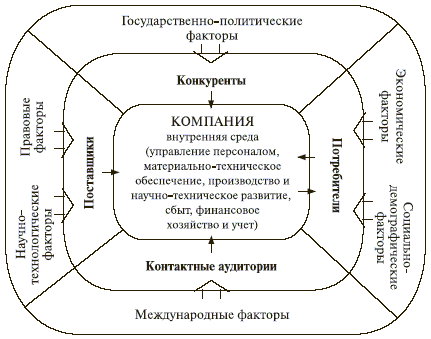 Государственно-политические
факторы
Правовые
факторы
Экономические
факторы
Конкуренты
Поставщики
КОМПАНИЯ
внутренняя среда
(управление персоналом,
материально-техническое
обеспечение, производство и
научно-техническое развитие,
сбыт, финансовое
хозяйство и учет)
Потребители
Научно-
технологические
факторы
Социально-
демографические
факторы
Контактные аудитории
Международные факторы